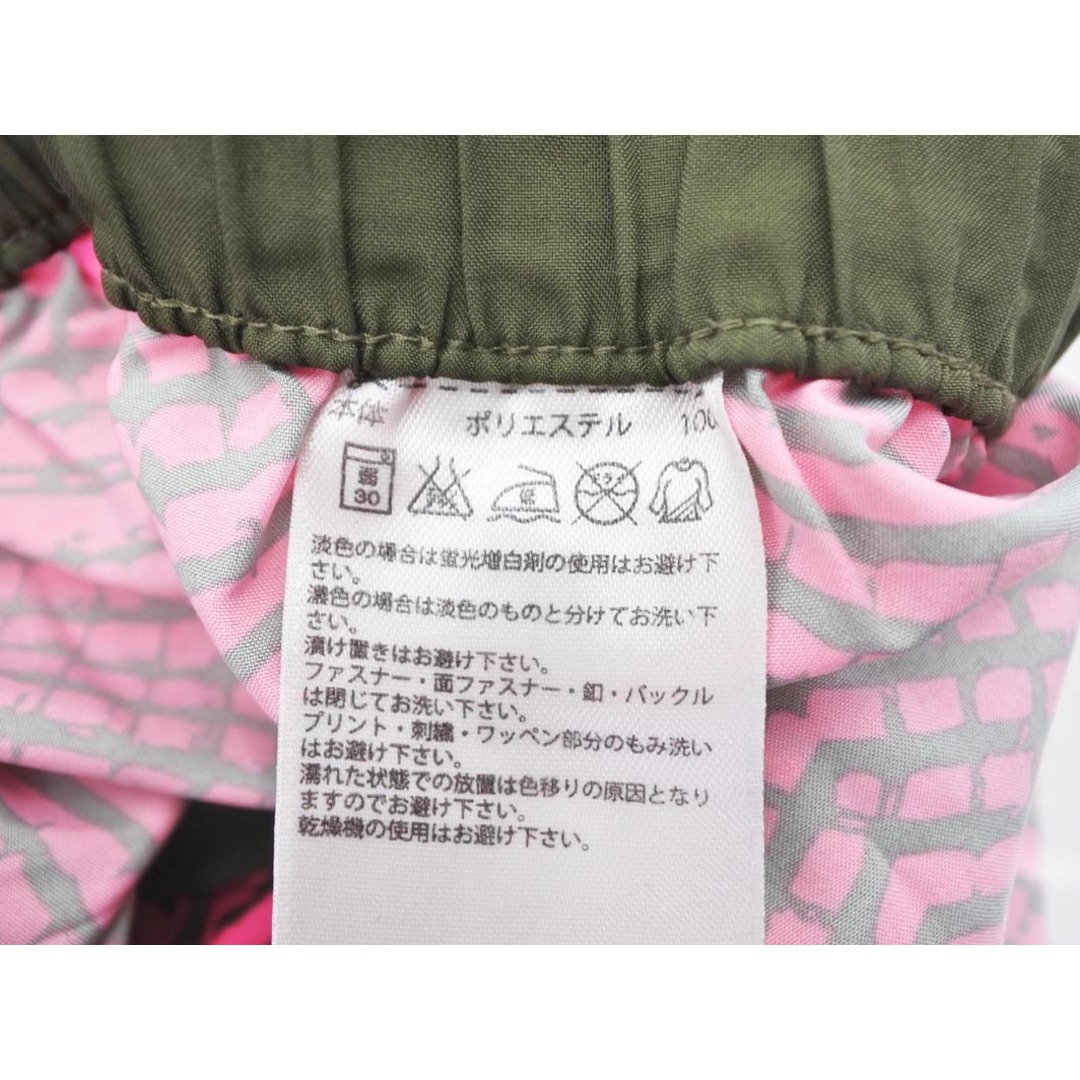 本体 ポリエステル 100
弱 30 低 ドライ
淡色の場合は蛍光増白剤の使用はお避け下
さい。
濃色の場合は淡色のものと分けてお洗い下
さい。
漬け置きはお避け下さい。
ファスナー・面ファスナー・釦・バックル
は閉じてお洗い下さい。
プリント・刺繍・ワッペン部分のもみ洗い
はお避け下さい。
濡れた状態での放置は色移りの原因となり
ますのでお避け下さい。
乾燥機の使用はお避け下さい。